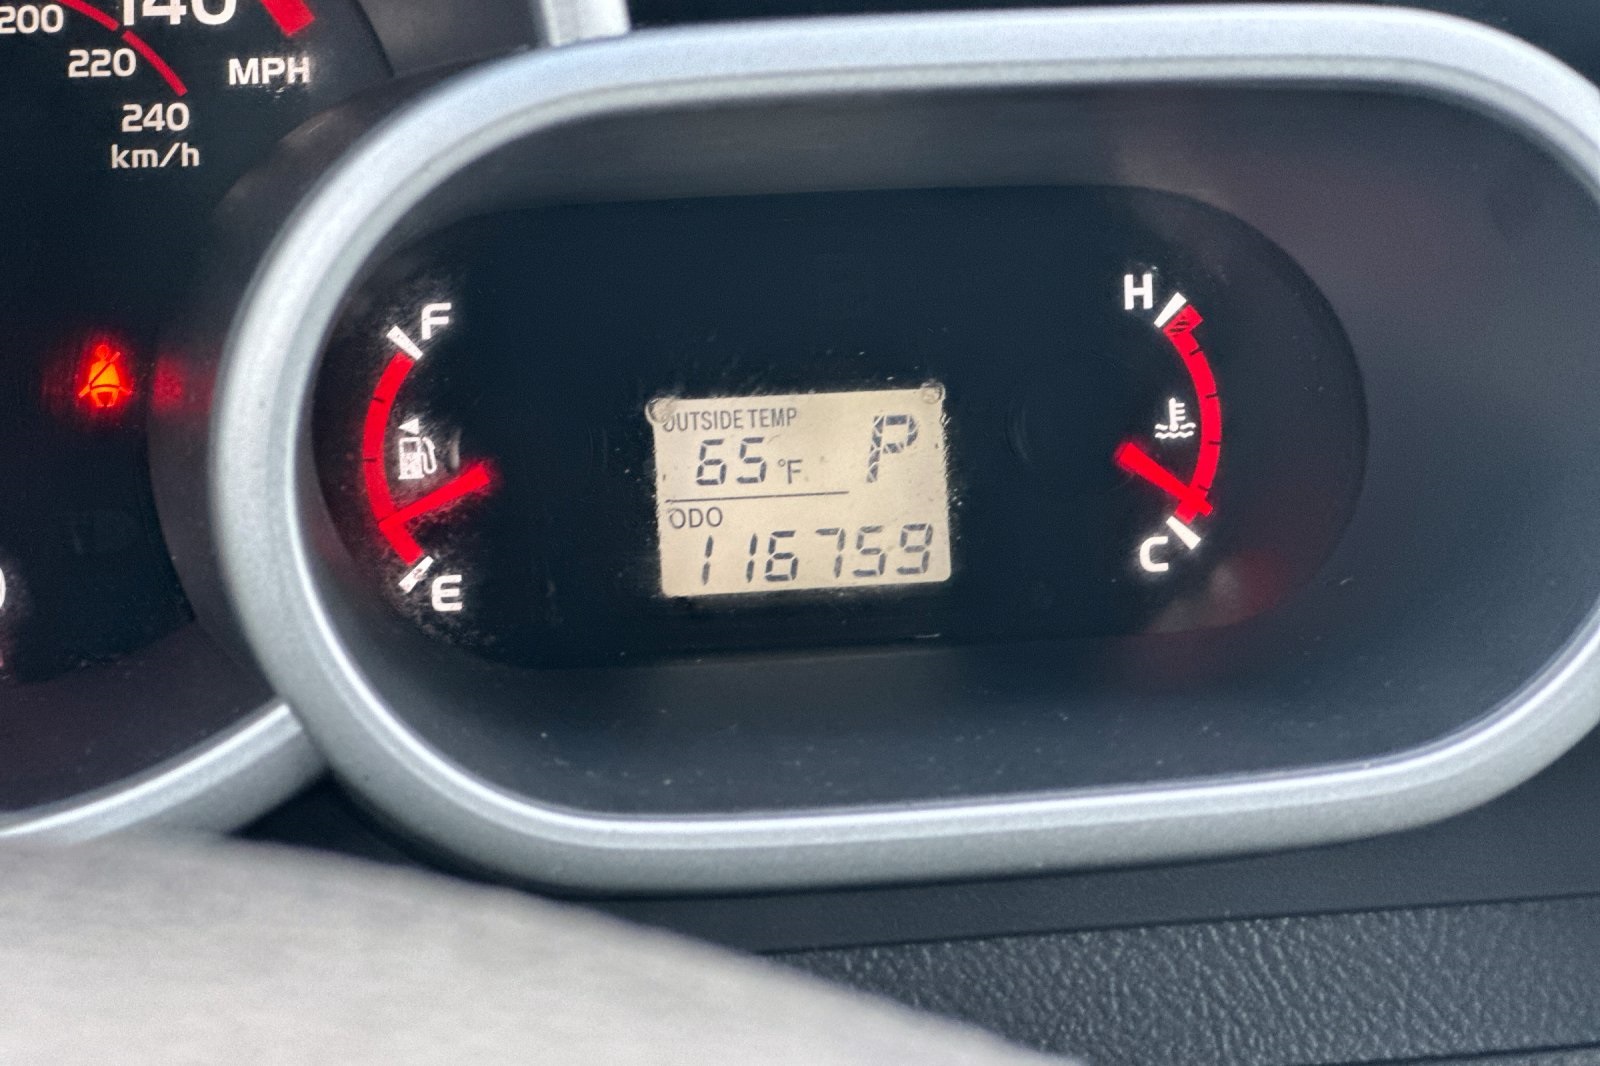 200
140
220
MPH
240
km/h
F
H
OUTSIDE TEMP
65°F
P
ODO
116759
C
E